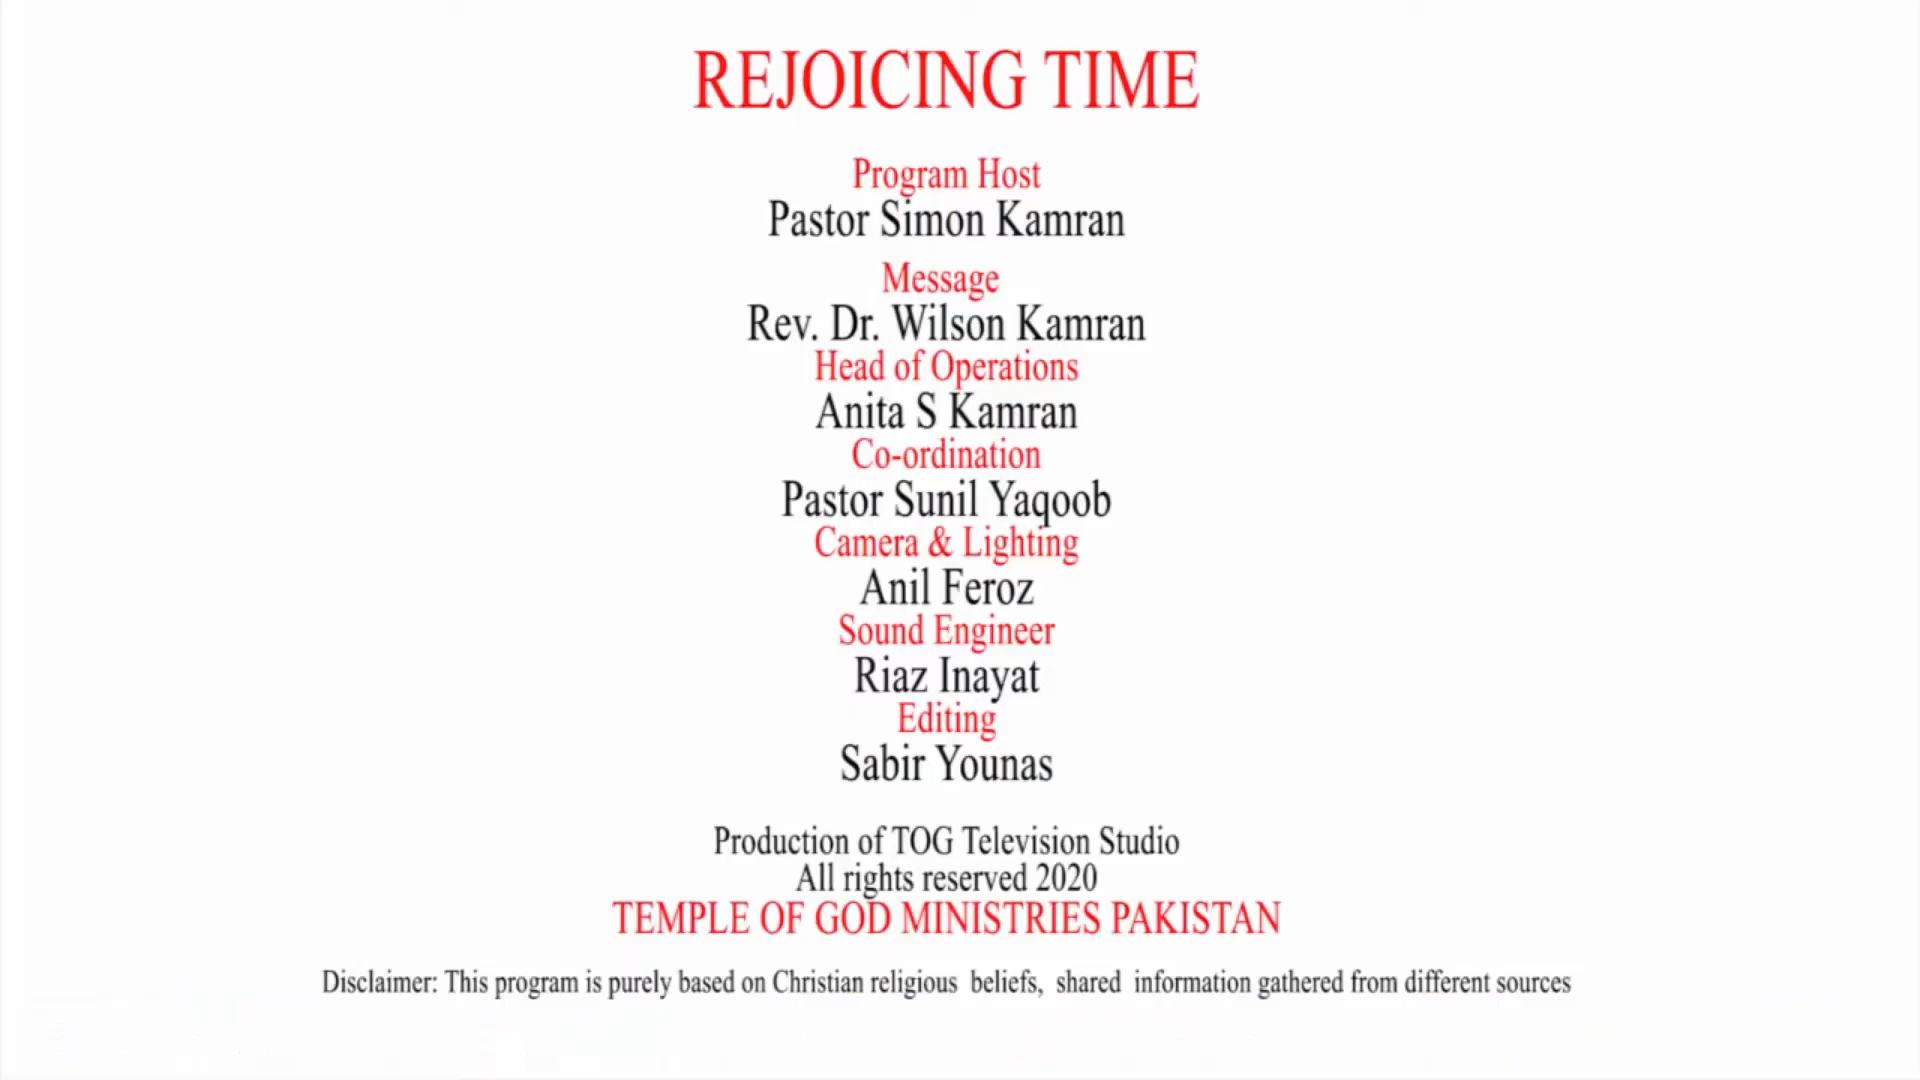 REJOICING TIME
Program Host
Pastor Simon Kamran
Message
Rev. Dr. Wilson Kamran
Head of Operations
Anita S Kamran
Co-ordination
Pastor Sunil Yaqoob
Camera & Lighting
Anil Feroz
Sound Engineer
Riaz Inayat
Editing
Sabir Younas
Production of TOG Television Studio
All rights reserved 2020
TEMPLE OF GOD MINISTRIES PAKISTAN
Disclaimer: This program is purely based on Christian religious beliefs, shared information gathered from different sources